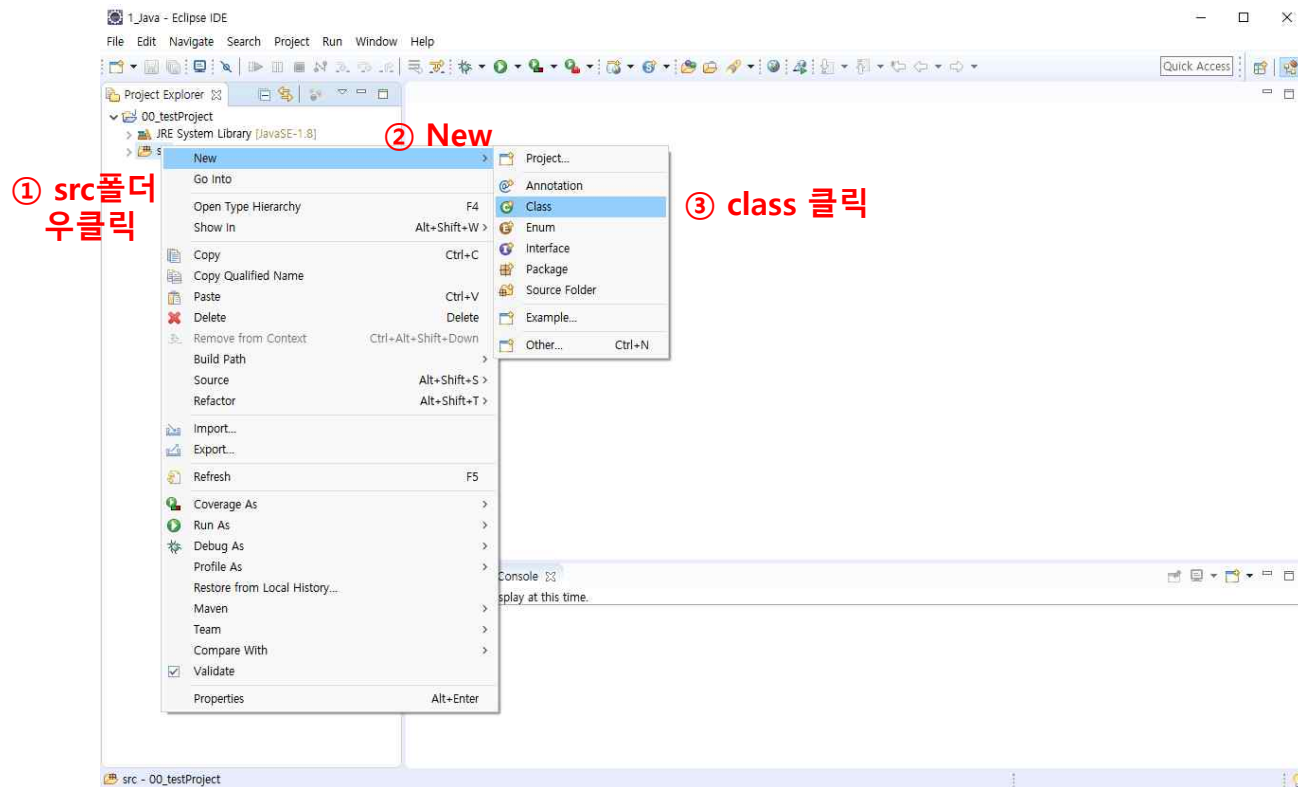 1_Java - Eclipse IDE
File Edit Navigate Search Project Run Window Help
Quick Access
Project Explorer
00_testProject
JRE System Library [JavaSE-1.8]
s
① src폴더
우클릭
② New
③ class 클릭
New
Go Into
Open Type Hierarchy F4
Show In Alt+Shift+W >
Copy Ctrl+C
Copy Qualified Name
Paste Ctrl+V
Delete Delete
Remove from Context Ctrl+Alt+Shift+Down
Build Path
Source Alt+Shift+S >
Refactor Alt+Shift+T >
Import...
Export...
Refresh F5
Coverage As
Run As
Debug As
Profile As
Restore from Local History...
Maven
Team
Compare With
Validate
Properties Alt+Enter
Project...
Annotation
Class
Enum
Interface
Package
Source Folder
Example...
Other... Ctrl+N
Console
splay at this time.
src - 00_testProject